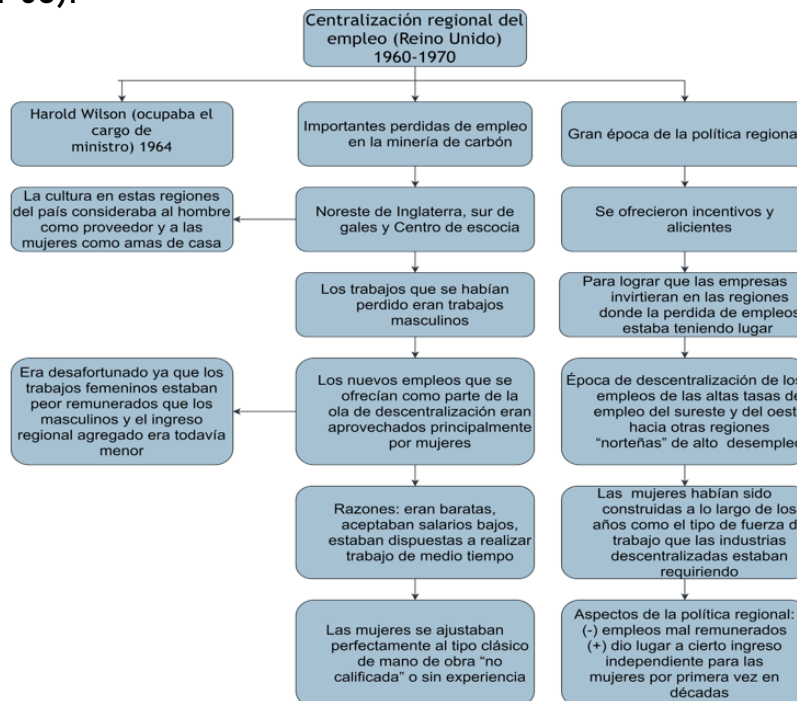 Centralización regional del
empleo (Reino Unido)
1960-1970
Harold Wilson (ocupaba el
cargo de
ministro) 1964
Importantes perdidas de empleo
en la minería de carbón
Gran época de la política regional
La cultura en estas regiones
del país consideraba al hombre
como proveedor y a las
mujeres como amas de casa
Noreste de Inglaterra, sur de
gales y Centro de escocia
Se ofrecieron incentivos y
alicientes
Los trabajos que se habían
perdido eran trabajos
masculinos
Para lograr que las empresas
invirtieran en las regiones
donde la perdida de empleos
estaba teniendo lugar
Era desafortunado ya que los
trabajos femeninos estaban
peor remunerados que los
masculinos y el ingreso
regional agregado era todavía
menor
Los nuevos empleos que se
ofrecían como parte de la
ola de descentralización eran
aprovechados principalmente
por mujeres
Época de descentralización de los
empleos de las altas tasas de
empleo del sureste y del oeste
hacia otras regiones
“norteñas” de alto desempleo
Razones: eran baratas,
aceptaban salarios bajos,
estaban dispuestas a realizar
trabajo de medio tiempo
Las mujeres habían sido
construidas a lo largo de los
años como el tipo de fuerza de
trabajo que las industrias
descentralizadas estaban
requiriendo
Las mujeres se ajustaban
perfectamente al tipo clásico
de mano de obra “no
calificada” o sin experiencia
Aspectos de la política regional:
(-) empleos mal remunerados
(+) dio lugar a cierto ingreso
independiente para las
mujeres por primera vez en
décadas